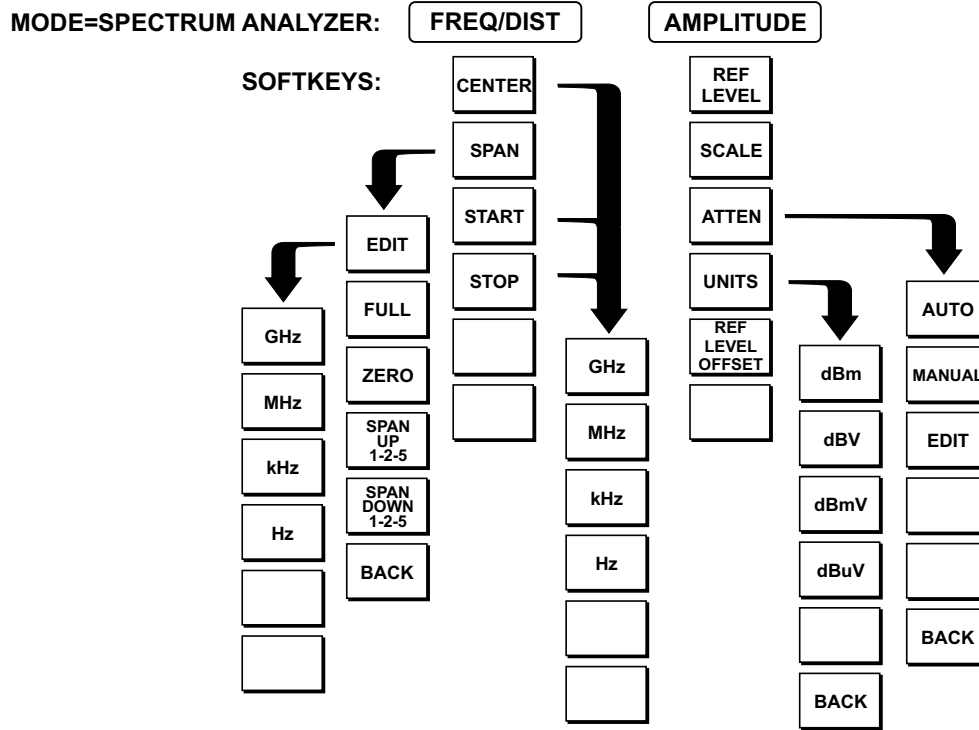 MODE=SPECTRUM ANALYZER:
FREQ/DIST
AMPLITUDE
SOFTKEYS:
CENTER
SPAN
START
STOP
EDIT
FULL
ZERO
SPAN
UP
1-2-5
SPAN
DOWN
1-2-5
BACK
GHz
MHz
kHz
Hz
GHz
MHz
kHz
Hz
REF
LEVEL
SCALE
ATTEN
UNITS
REF
LEVEL
OFFSET
dBm
dBV
dBmV
dBuV
BACK
AUTO
MANUAL
EDIT
BACK